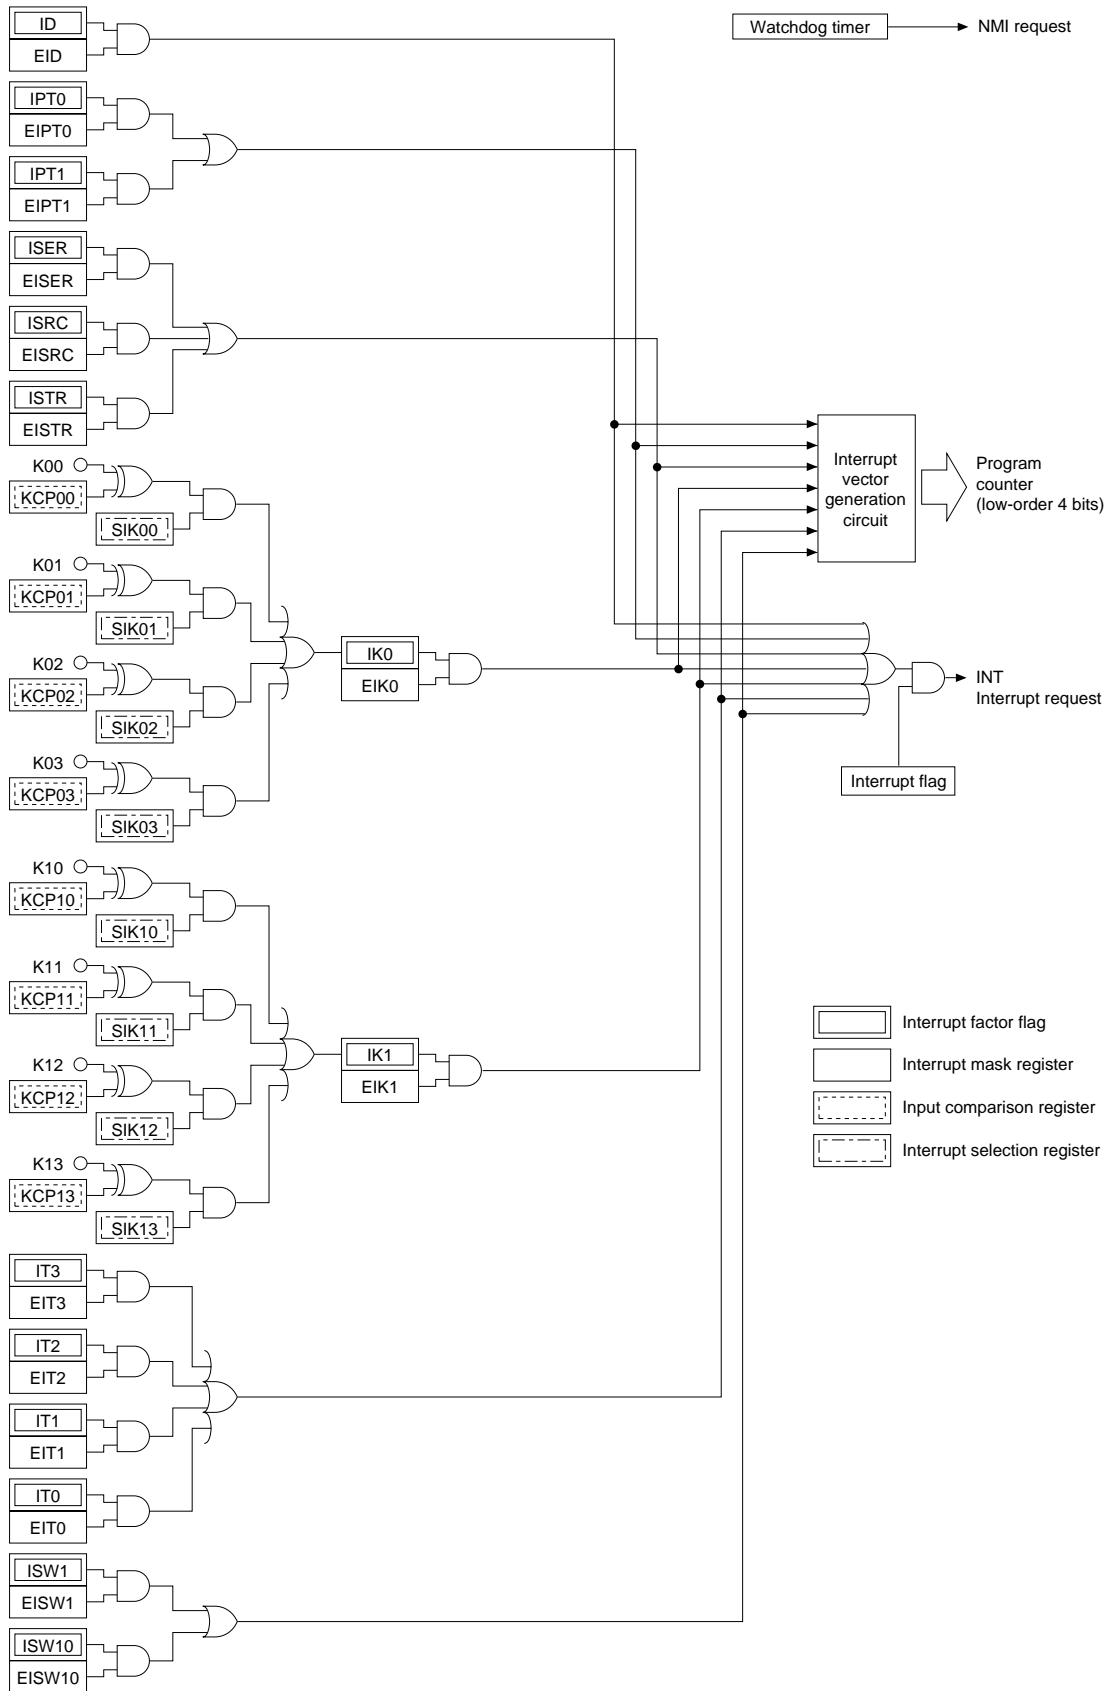 ID
EID
Watchdog timer
NMI request
IPT0
EIPT0
IPT1
EIPT1
ISER
EISER
ISRC
EISRC
ISTR
EISTR
K00
KCP00
SIK00
K01
KCP01
SIK01
K02
KCP02
SIK02
K03
KCP03
SIK03
IK0
EIK0
Interrupt
vector
generation
circuit
Program
counter
(low-order 4 bits)
INT
Interrupt request
Interrupt flag
K10
KCP10
SIK10
K11
KCP11
SIK11
K12
KCP12
SIK12
K13
KCP13
SIK13
IK1
EIK1
Interrupt factor flag
Interrupt mask register
Input comparison register
Interrupt selection register
IT3
EIT3
IT2
EIT2
IT1
EIT1
IT0
EIT0
ISW1
EISW1
ISW10
EISW10